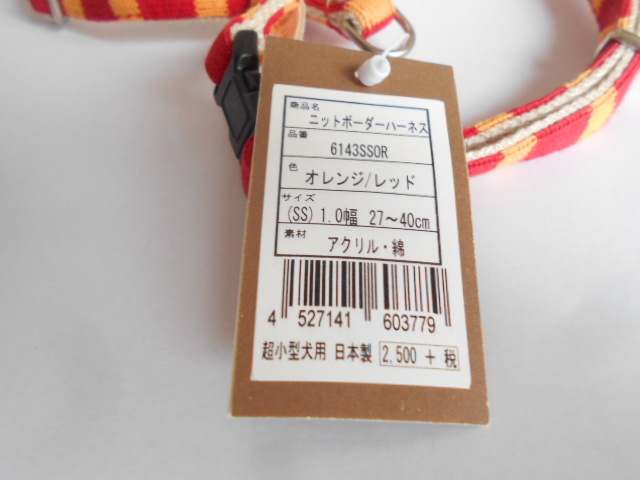 商品名
ニットボーダーハーネス
品番
6143SSOR
色
オレンジ/レッド
サイズ
(SS) 1.0幅 27～40cm
素材
アクリル・綿
4 527141 603779
超小型犬用 日本製 2,500 + 税